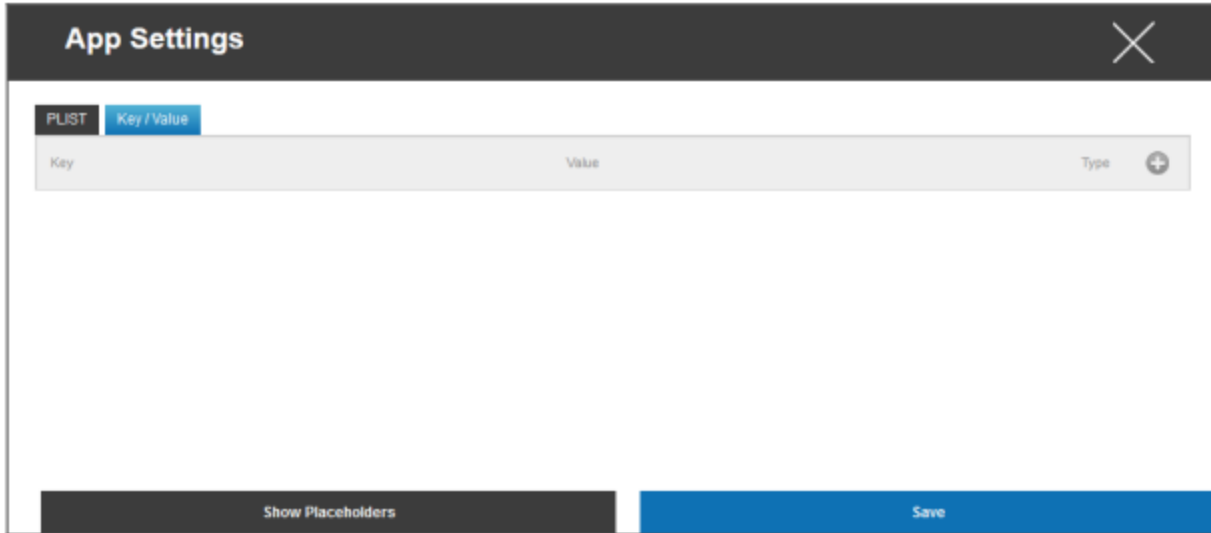 App Settings
PLIST Key / Value
Key Value Type
Show Placeholders Save